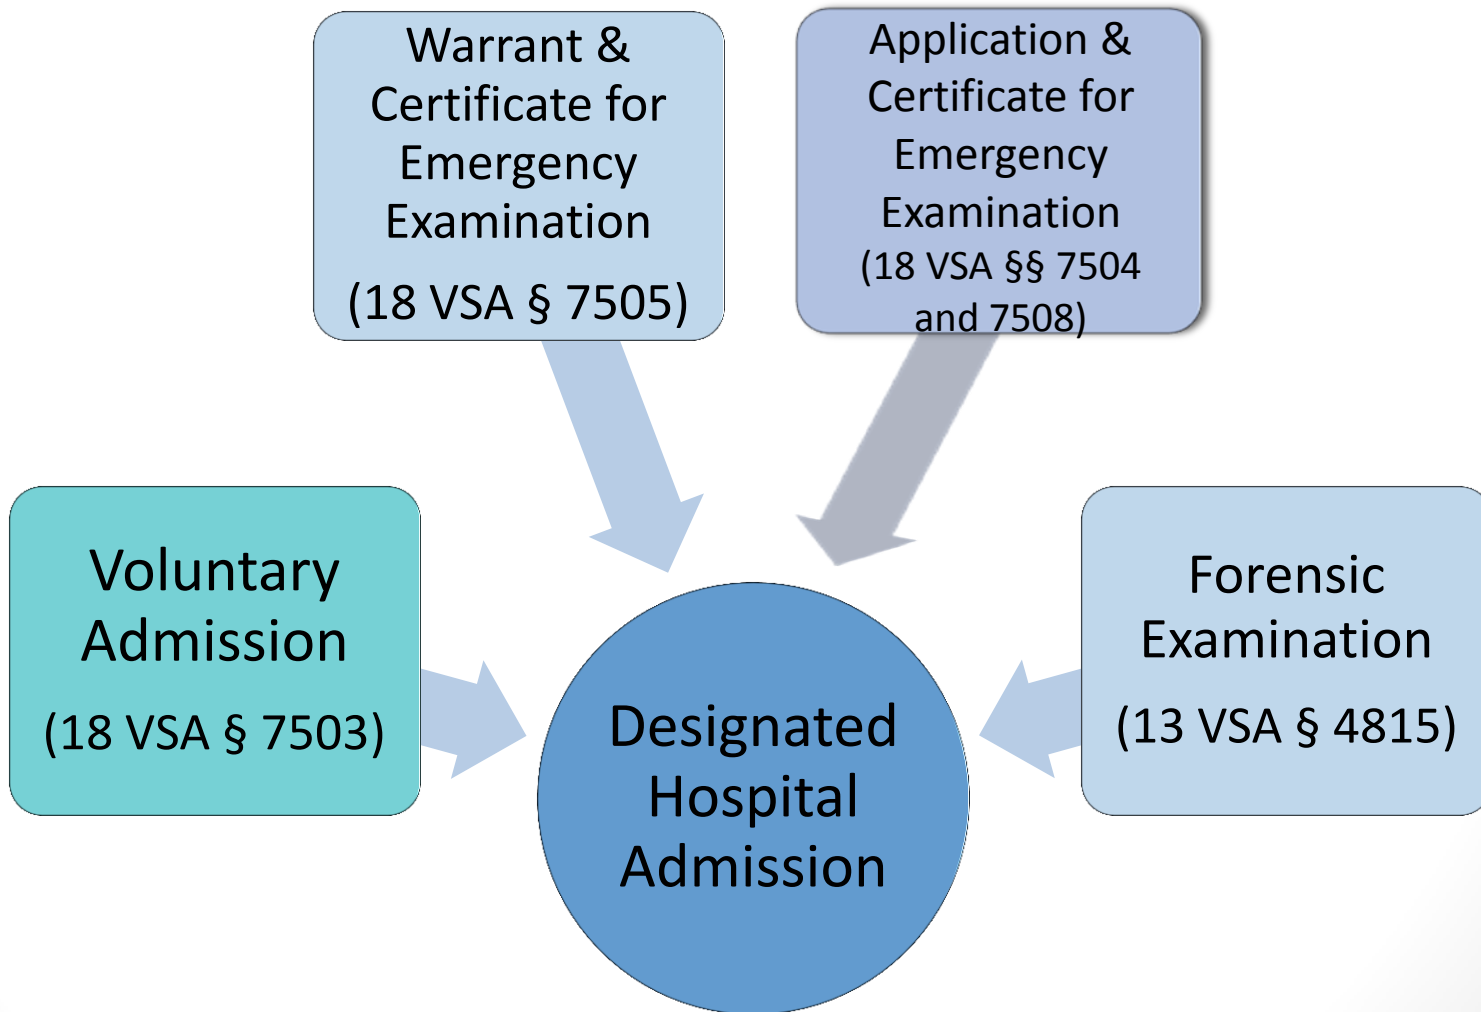 Warrant &
Certificate for
Emergency
Examination
(18 VSA § 7505)
Application &
Certificate for
Emergency
Examination
(18 VSA §§ 7504
and 7508)
Voluntary
Admission
(18 VSA § 7503)
Forensic
Examination
(13 VSA § 4815)
Designated
Hospital
Admission